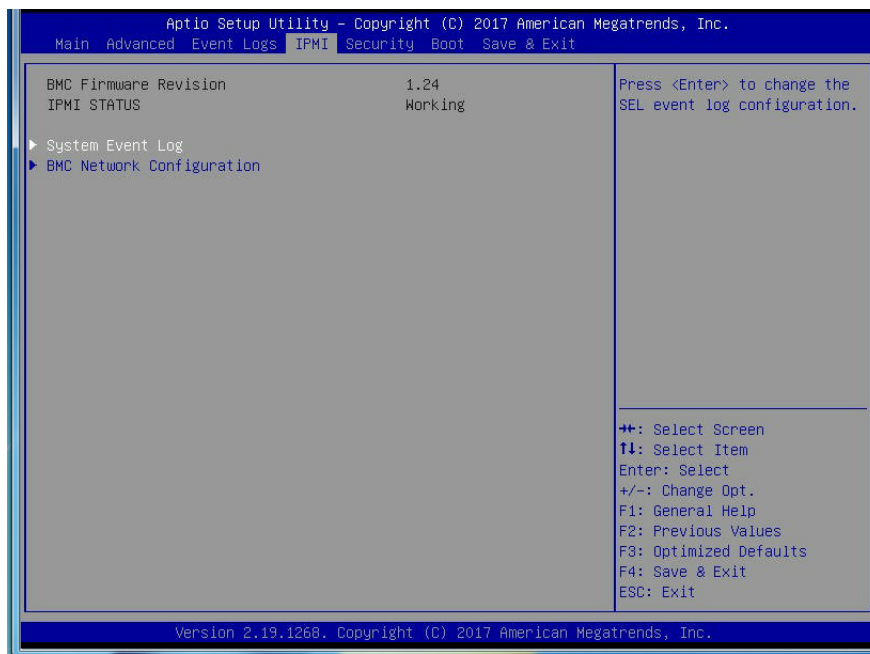 Aptio Setup Utility – Copyright (C) 2017 American Megatrends, Inc.
Main Advanced Event Logs IPMI Security Boot Save & Exit
BMC Firmware Revision 1.24
IPMI STATUS Working
▶ System Event Log
▶ BMC Network Configuration
Press <Enter> to change the
SEL event log configuration.
→←: Select Screen
↑↓: Select Item
Enter: Select
+/-: Change Opt.
F1: General Help
F2: Previous Values
F3: Optimized Defaults
F4: Save & Exit
ESC: Exit
Version 2.19.1268. Copyright (C) 2017 American Megatrends, Inc.